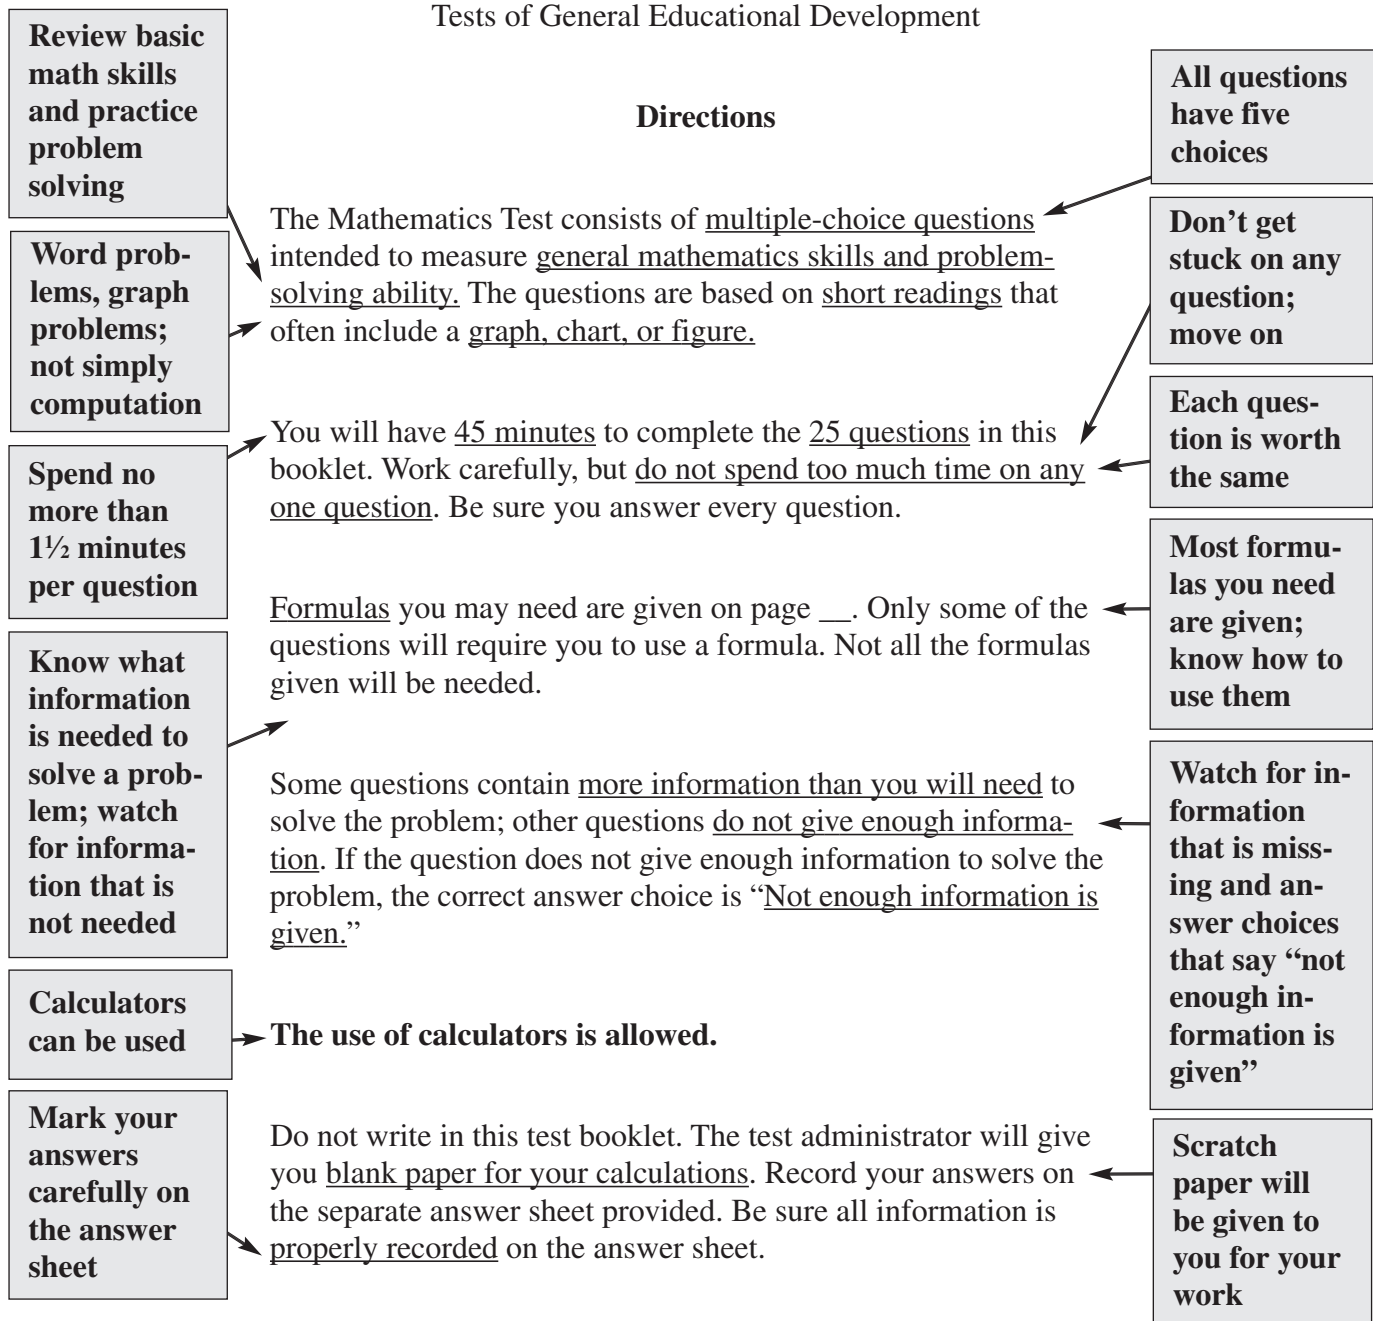 Tests of General Educational Development
Review basic
math skills
and practice
problem
solving
Word prob-
lems, graph
problems;
not simply
computation
Spend no
more than
1½ minutes
per question
Know what
information
is needed to
solve a prob-
lem; watch
for informa-
tion that is
not needed
Calculators
can be used
Mark your
answers
carefully on
the answer
sheet
Directions
The Mathematics Test consists of multiple-choice questions
intended to measure general mathematics skills and problem-
solving ability. The questions are based on short readings that
often include a graph, chart, or figure.
You will have 45 minutes to complete the 25 questions in this
booklet. Work carefully, but do not spend too much time on any
one question. Be sure you answer every question.
Formulas you may need are given on page __. Only some of the
questions will require you to use a formula. Not all the formulas
given will be needed.
Some questions contain more information than you will need to
solve the problem; other questions do not give enough informa-
tion. If the question does not give enough information to solve the
problem, the correct answer choice is “Not enough information is
given.”
The use of calculators is allowed.
Do not write in this test booklet. The test administrator will give
you blank paper for your calculations. Record your answers on
the separate answer sheet provided. Be sure all information is
properly recorded on the answer sheet.
All questions
have five
choices
Don’t get
stuck on any
question;
move on
Each ques-
tion is worth
the same
Most formu-
las you need
are given;
know how to
use them
Watch for in-
formation
that is miss-
ing and an-
swer choices
that say “not
enough in-
formation is
given”
Scratch
paper will
be given to
you for your
work